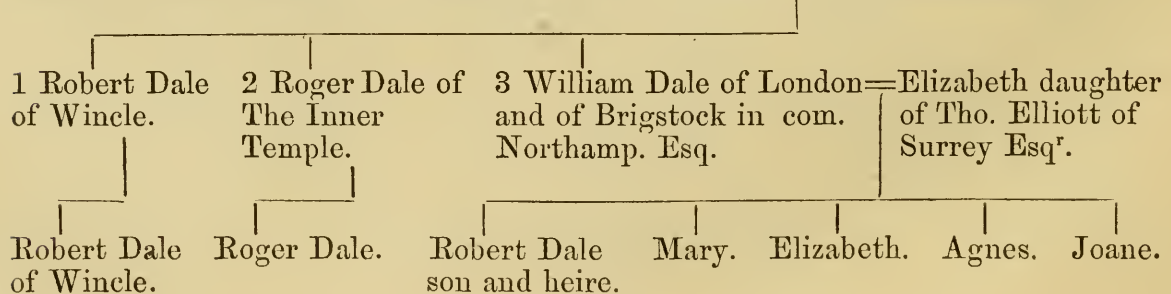 1 Robert Dale
of Wincle.
2 Roger Dale of
The Inner
Temple.
3 William Dale of London=Elizabeth daughter
and of Brigstock in com.
Northamp. Esq.
of Tho. Elliott of
Surrey Esqʳ.
Robert Dale
of Wincle.
Roger Dale.
Robert Dale
son and heire.
Mary.
Elizabeth.
Agnes.
Joane.